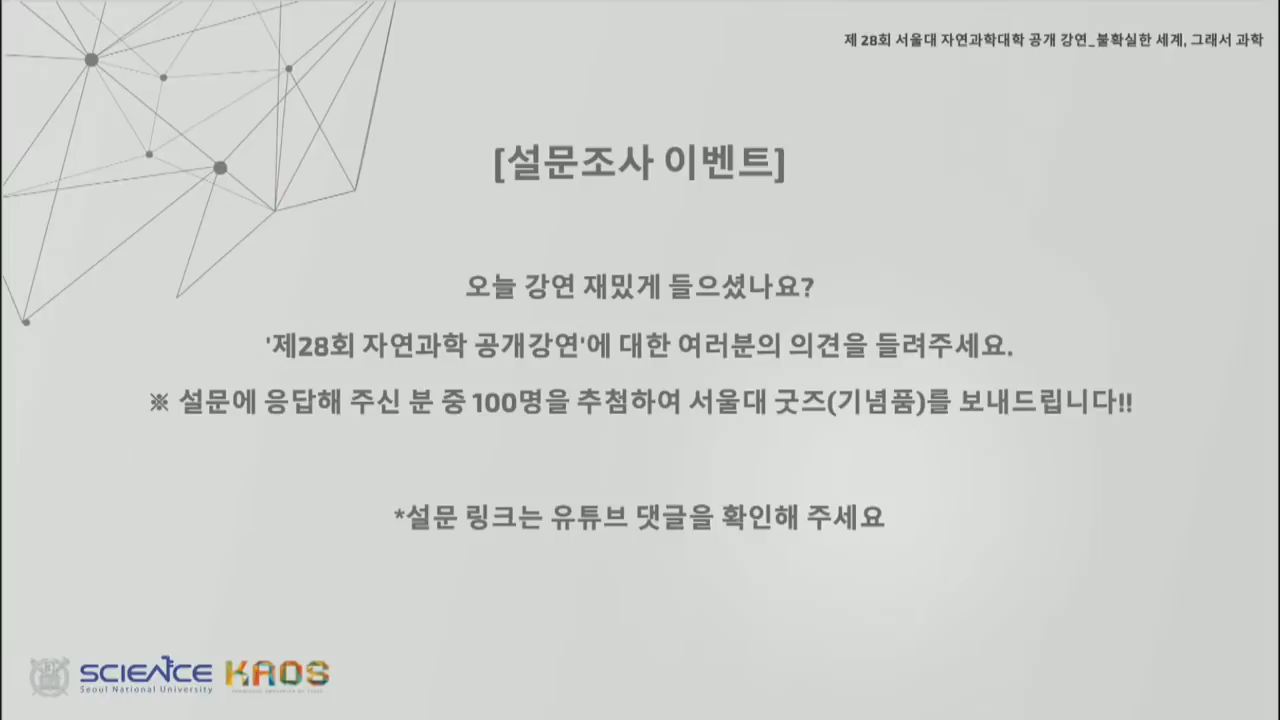 제 28회 서울대 자연과학대학 공개 강연_불확실한 세계, 그래서 과학
[설문조사 이벤트]
오늘 강연 재밌게 들으셨나요?
'제28회 자연과학 공개강연'에 대한 여러분의 의견을 들려주세요.
※ 설문에 응답해 주신 분 중 100명을 추첨하여 서울대 굿즈(기념품)를 보내드립니다!!
*설문 링크는 유튜브 댓글을 확인해 주세요
SCIENCE KAOS
Seoul National University